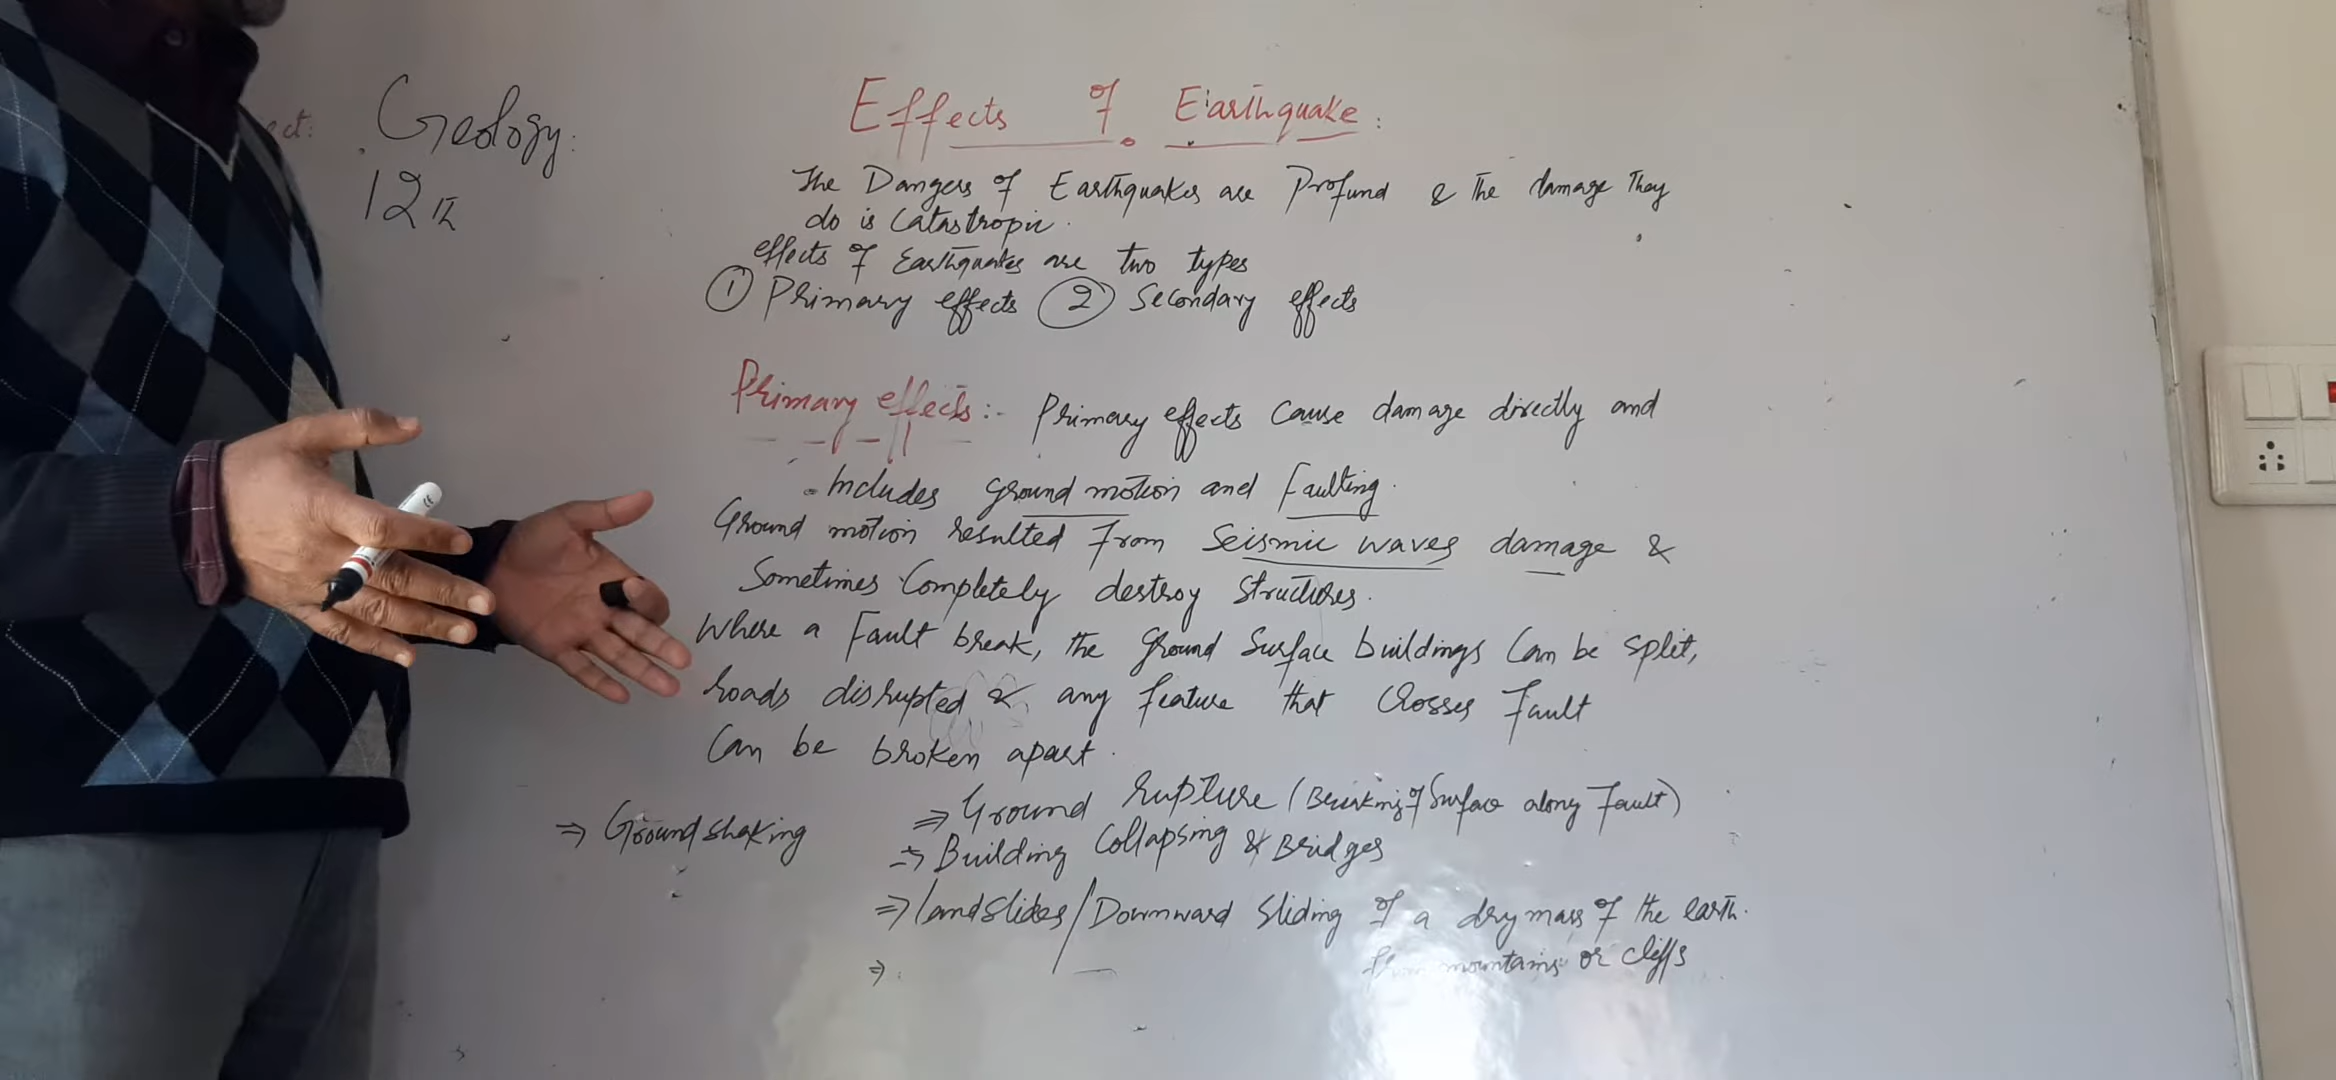 ect:
Geology:
12th
Effects of Earthquake:
The Dangers of Earthquakes are Profund & The damage They
do is Catastropic.
effects of Earthquakes are two types
① Primary effects ② Secondary effects
Primary effects:- Primary effects cause damage directly and
Includes ground motion and Faulting.
Ground motion resulted from Seismic waves damage &
Sometimes Completely destroy Structures.
Where a Fault break, the ground Surface buildings Can be split,
roads disrupted & any feature that Crosses Fault
Can be broken apart.
⇒ Ground shaking
⇒ Ground rupture (Breaking of Surface along Fault)
⇒ Building Collapsing & Bridges
⇒ landslides/Downward Sliding of a dry mass of the earth.
from mountains or cliffs
⇒